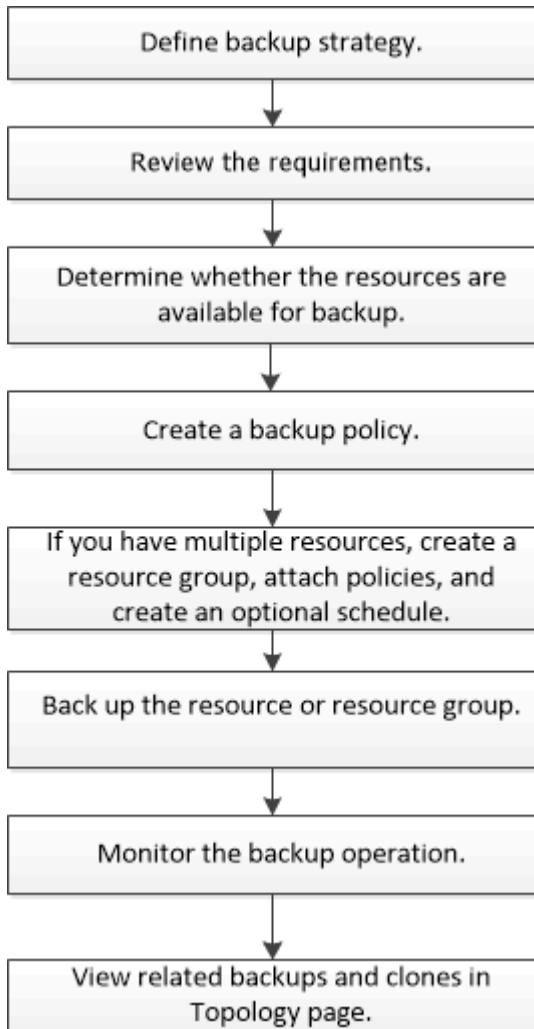 Define backup strategy.
Review the requirements.
Determine whether the resources are
available for backup.
Create a backup policy.
If you have multiple resources, create a
resource group, attach policies, and
create an optional schedule.
Back up the resource or resource group.
Monitor the backup operation.
View related backups and clones in
Topology page.